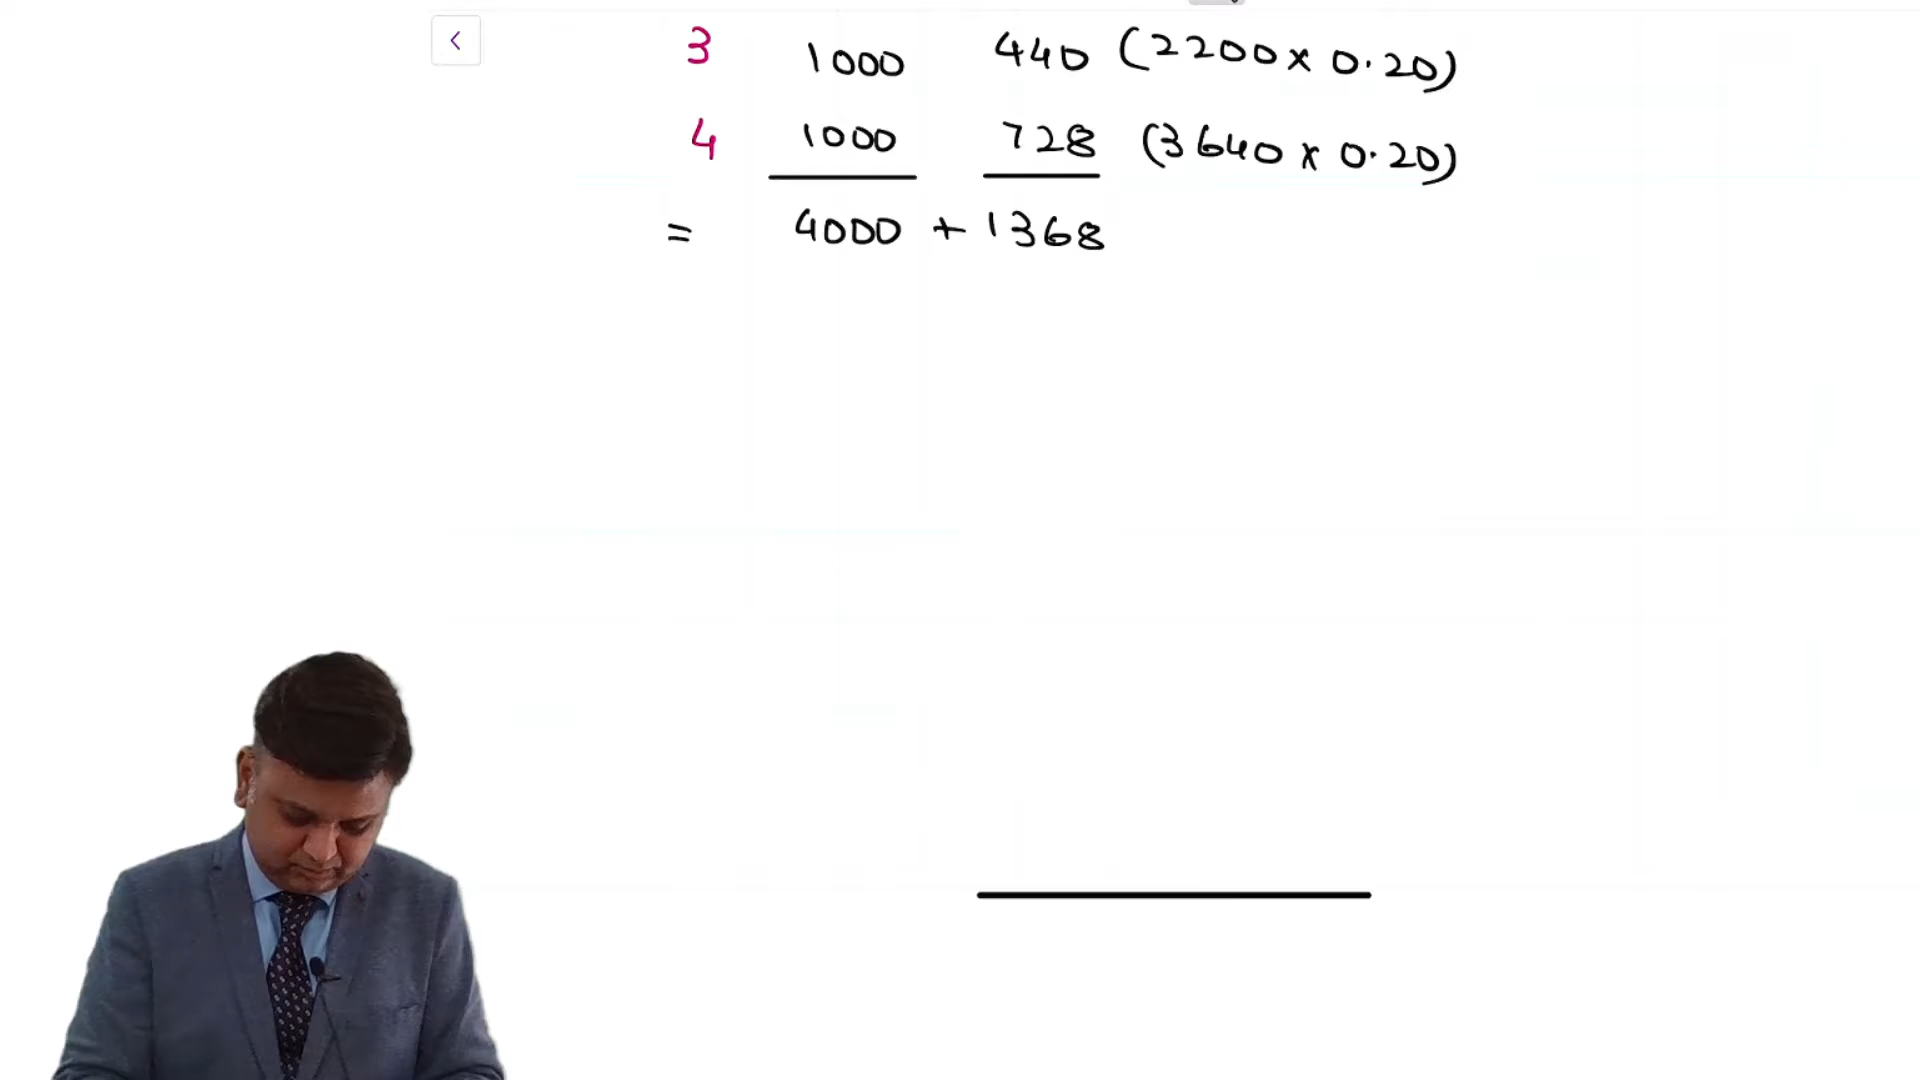 3 1000 440 (2200 x 0.20)
4 1000 728 (3640 x 0.20)
= 4000 + 1368